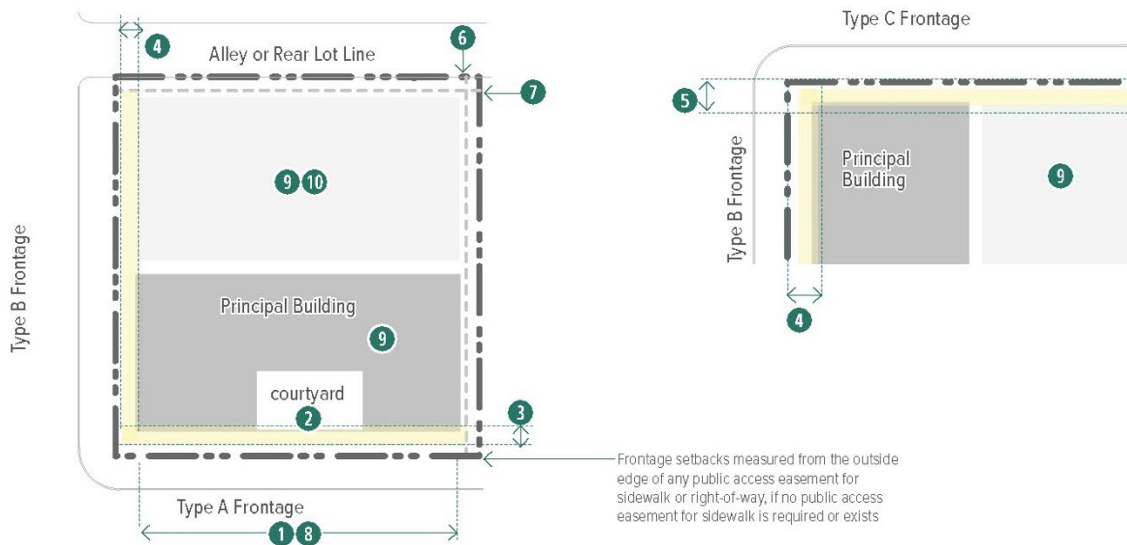 Type C Frontage
4
6
Alley or Rear Lot Line
7
5
Principal
Building
9 10
9
Type B Frontage
Type B Frontage
Principal Building
9
4
courtyard
2
3
Frontage setbacks measured from the outside
edge of any public access easement for
sidewalk or right-of-way, if no public access
easement for sidewalk is required or exists
Type A Frontage
1 8